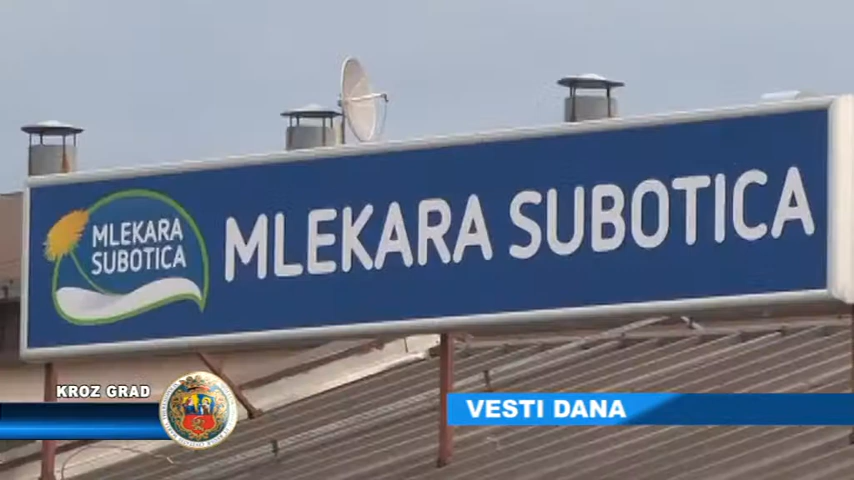 MLEKARA
SUBOTICA
MLEKARA SUBOTICA
KROZ GRAD
VESTI DANA